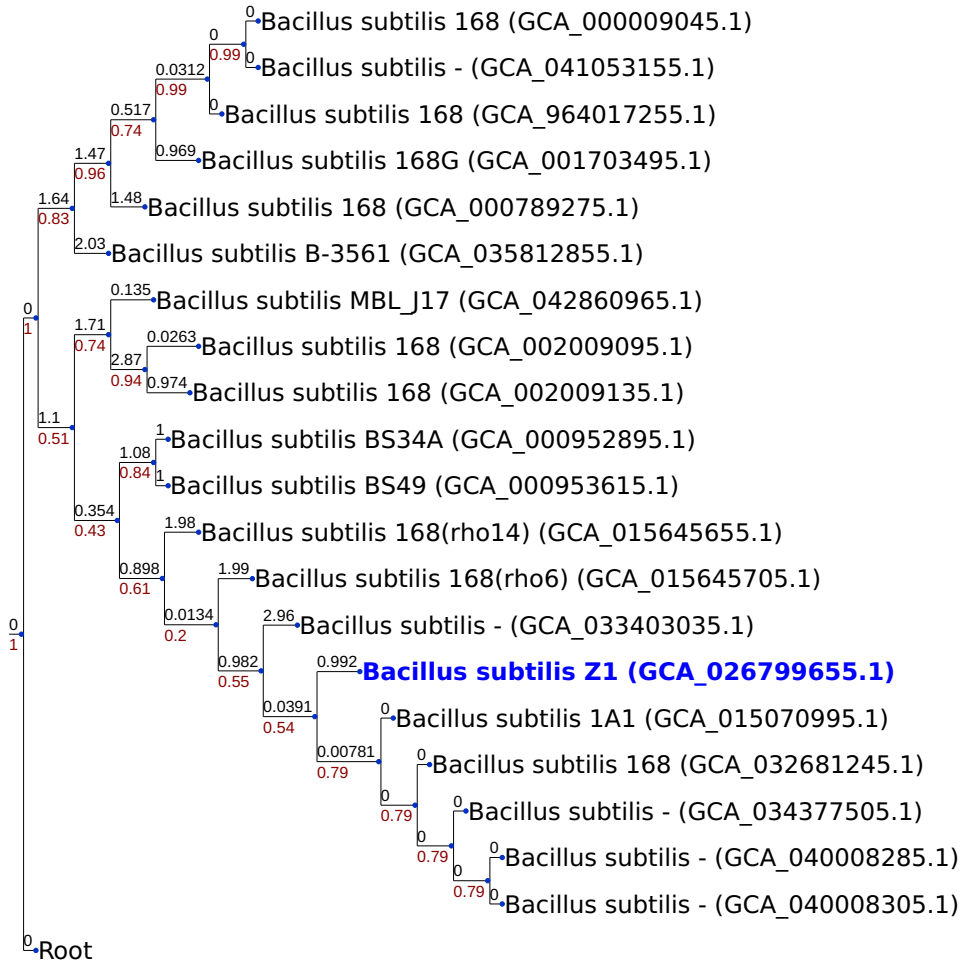 0
Bacillus subtilis 168 (GCA_000009045.1)
0
0.99
0
Bacillus subtilis - (GCA_041053155.1)
0.0312
0.99
0
Bacillus subtilis 168 (GCA_964017255.1)
0.517
0.74
0.969
Bacillus subtilis 168G (GCA_001703495.1)
1.47
0.96
1.48
Bacillus subtilis 168 (GCA_000789275.1)
1.64
0.83
2.03
Bacillus subtilis B-3561 (GCA_035812855.1)
0
1
0.135
Bacillus subtilis MBL_J17 (GCA_042860965.1)
1.71
0.74
0.0263
Bacillus subtilis 168 (GCA_002009095.1)
2.87
0.94
0.974
Bacillus subtilis 168 (GCA_002009135.1)
1.1
0.51
1
Bacillus subtilis BS34A (GCA_000952895.1)
1.08
0.84
1
Bacillus subtilis BS49 (GCA_000953615.1)
0.354
0.43
1.98
Bacillus subtilis 168(rho14) (GCA_015645655.1)
0.898
0.61
1.99
Bacillus subtilis 168(rho6) (GCA_015645705.1)
0.0134
0.2
2.96
Bacillus subtilis - (GCA_033403035.1)
0
1
0.982
0.55
0.992
Bacillus subtilis Z1 (GCA_026799655.1)
0.0391
0.54
0
Bacillus subtilis 1A1 (GCA_015070995.1)
0.00781
0.79
0
Bacillus subtilis 168 (GCA_032681245.1)
0
0.79
0
Bacillus subtilis - (GCA_034377505.1)
0
0.79
0
Bacillus subtilis - (GCA_040008285.1)
0
0.79
0
Bacillus subtilis - (GCA_040008305.1)
0
Root